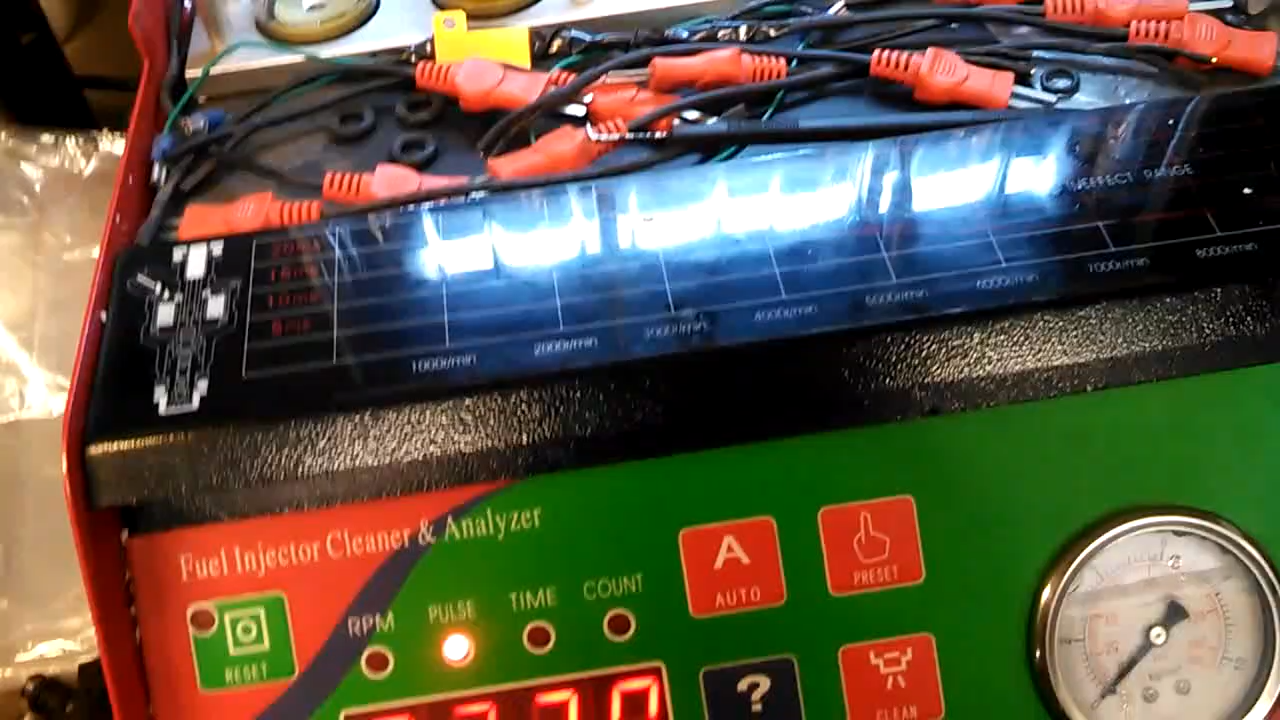 INEFFECT RANGE
1000r/min
2000r/min
3000r/min
4000r/min
5000r/min
6000r/min
7000r/min
8000r/min
Fuel Injector Cleaner & Analyzer
RESET
RPM
PULSE
TIME
COUNT
A
AUTO
PRESET
?
CLEAN